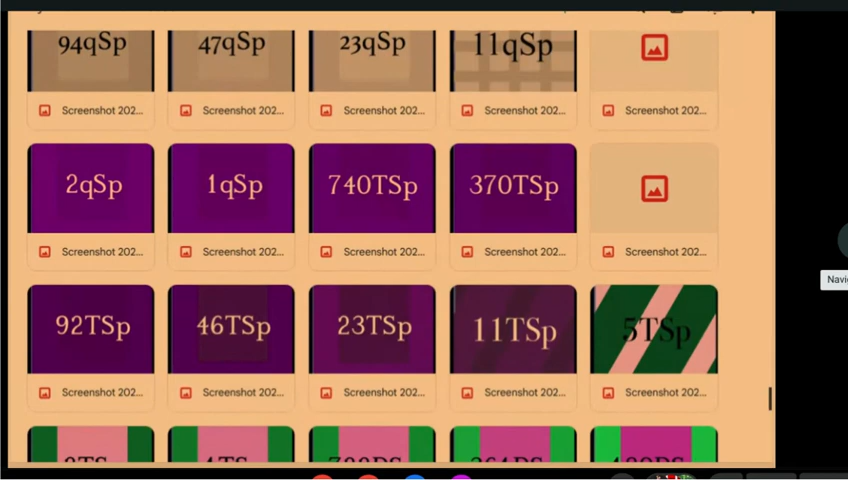 94qSp 47qSp 23qSp 11qSp
Screenshot 202... Screenshot 202... Screenshot 202... Screenshot 202... Screenshot 202...
2qSp 1qSp 740TSp 370TSp
Screenshot 202... Screenshot 202... Screenshot 202... Screenshot 202... Screenshot 202...
Navi
92TSp 46TSp 23TSp 11TSp 5TSp
Screenshot 202... Screenshot 202... Screenshot 202... Screenshot 202... Screenshot 202...